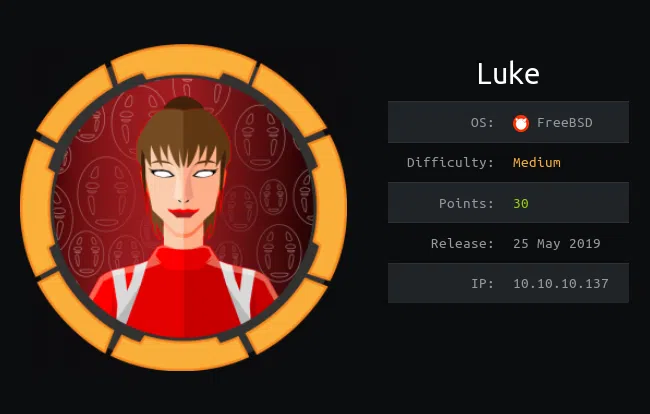 Luke
OS: FreeBSD
Difficulty: Medium
Points: 30
Release: 25 May 2019
IP: 10.10.10.137